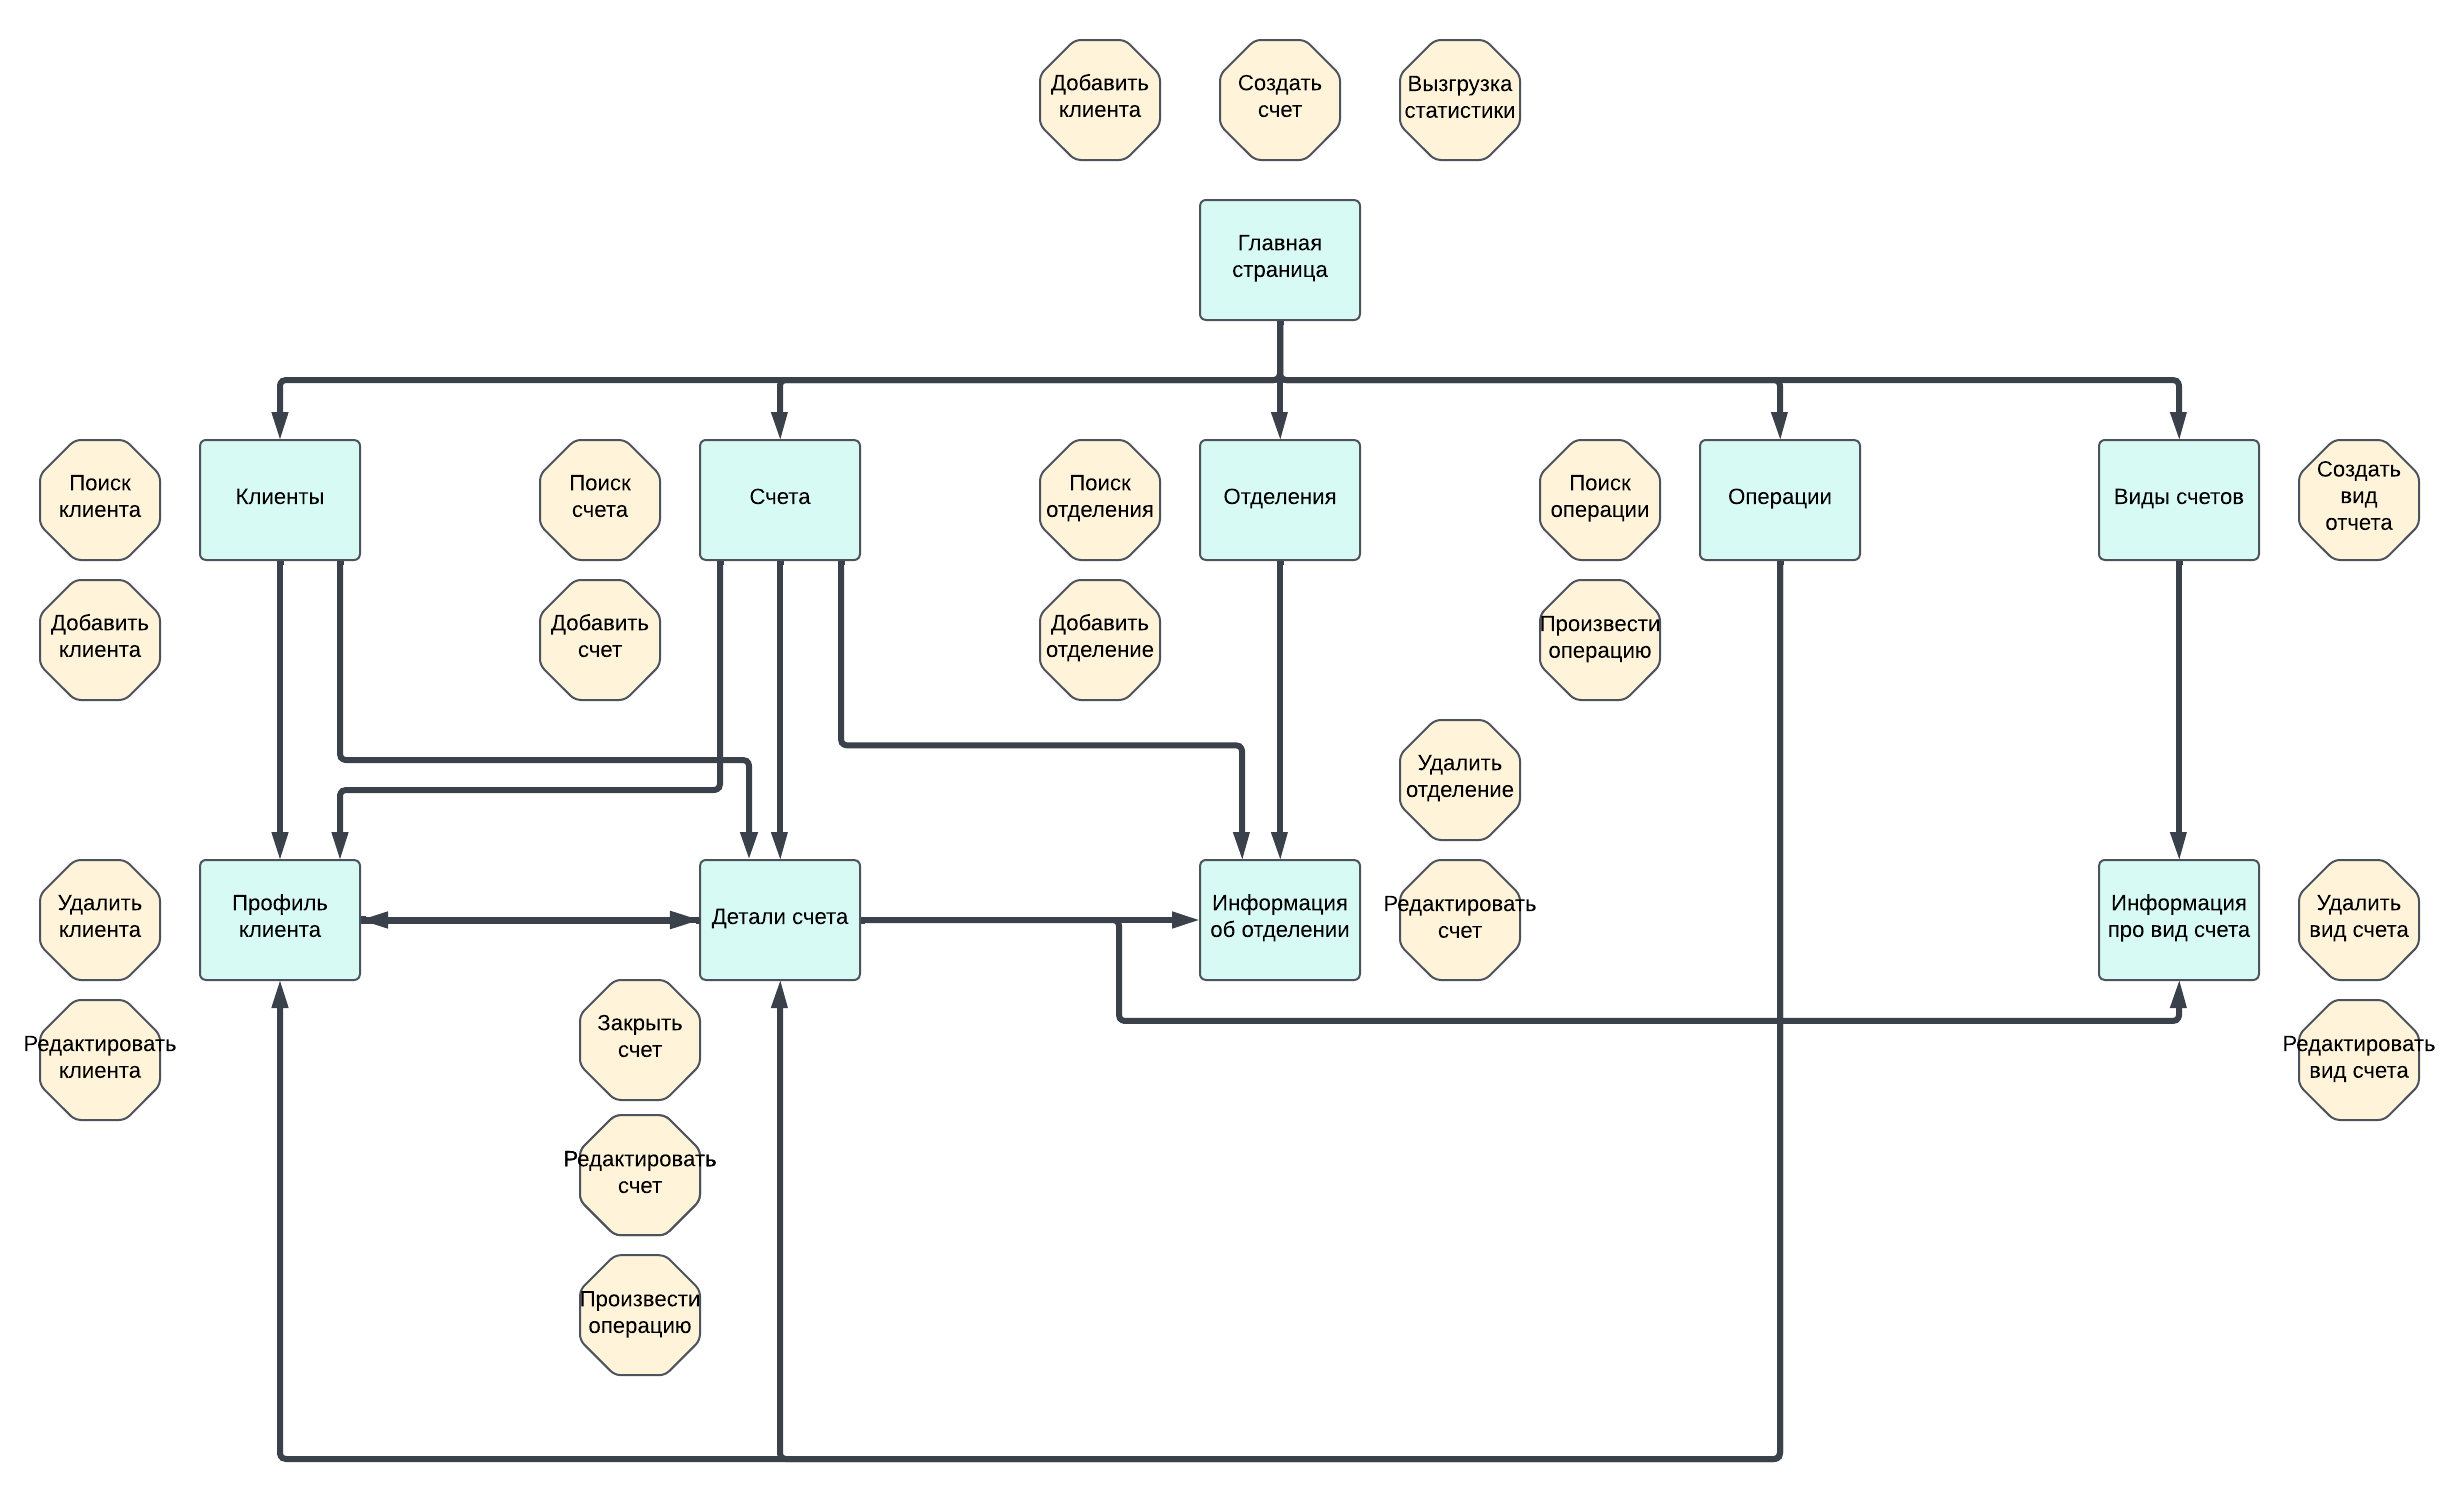 Добавить
клиента
Создать
счет
Вызгрузка
статистики
Главная
страница
Поиск
клиента
Клиенты
Поиск
счета
Счета
Поиск
отделения
Отделения
Поиск
операции
Операции
Виды счетов
Создать
вид
отчета
Добавить
клиента
Добавить
счет
Добавить
отделение
Произвести
операцию
Удалить
отделение
Удалить
клиента
Профиль
клиента
Детали счета
Информация
об отделении
Редактировать
счет
Информация
про вид счета
Удалить
вид счета
Редактировать
клиента
Закрыть
счет
Редактировать
вид счета
Редактировать
счет
Произвести
операцию